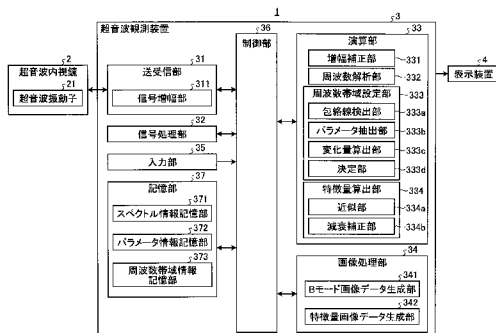 1
3
超音波観測装置
36
制御部
2
超音波内視鏡
21
超音波振動子
31
送受信部
311
信号増幅部
32
信号処理部
35
入力部
37
記憶部
371
スペクトル情報記憶部
372
パラメータ情報記憶部
373
周波数帯域情報
記憶部
33
演算部
増幅補正部
331
周波数解析部
332
周波数帯域設定部
333
包絡線検出部
333a
パラメータ抽出部
333b
変化量算出部
333c
決定部
333d
特徴量算出部
334
近似部
334a
減衰補正部
334b
34
画像処理部
341
Bモード画像データ生成部
342
特徴量画像データ生成部
4
表示装置